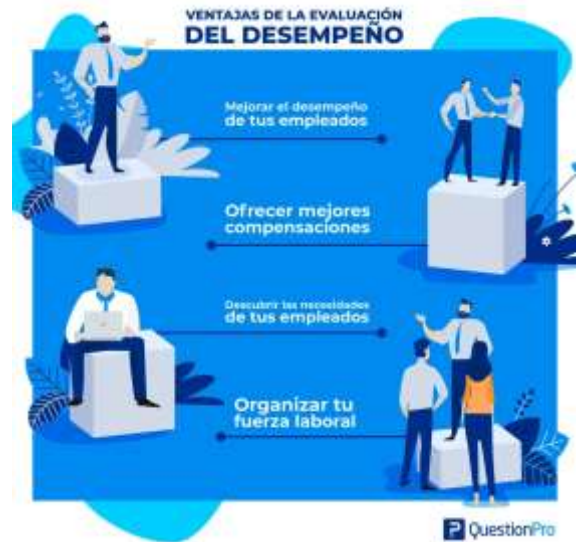 VENTAJAS DE LA EVALUACIÓN
DEL DESEMPEÑO
Mejorar el desempeño
de tus empleados
Ofrecer mejores
compensaciones
Descubrir las necesidades
de tus empleados
Organizar tu
fuerza laboral
QuestionPro